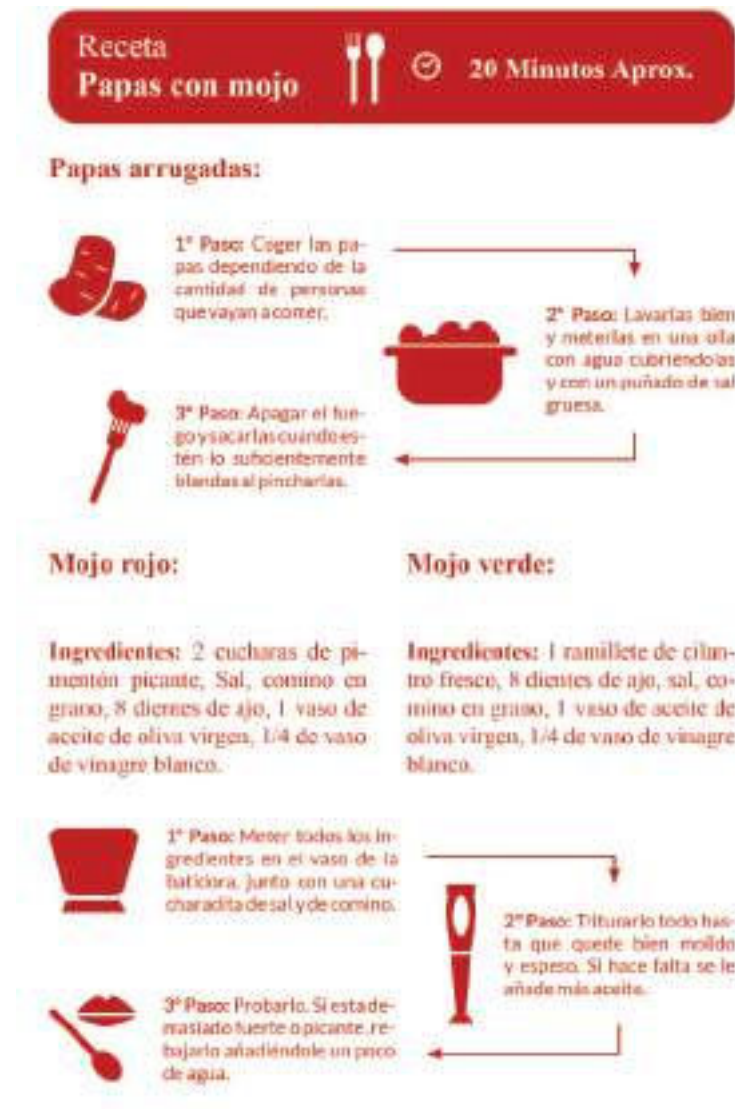 Receta
Papas con mojo
20 Minutos Aprox.
Papas arrugadas:
1º Paso: Coger las pa-
pas dependiendo de la
cantidad de personas
que vayan a comer.
2º Paso: Lavarlas bien
y meterlas en una olla
con agua cubriendolas
y con un puñado de sal
gruesa.
3º Paso: Apagar el fue-
go y sacarlas cuando es-
tén lo suficientemente
blandas al pincharlas.
Mojo rojo:
Ingredientes: 2 cucharas de pi-
mentón picante, Sal, comino en
grano, 8 dientes de ajo, 1 vaso de
aceite de oliva virgen, 1/4 de vaso
de vinagre blanco.
Mojo verde:
Ingredientes: 1 ramillete de cilan-
tro fresco, 8 dientes de ajo, sal, co-
mino en grano, 1 vaso de aceite de
oliva virgen, 1/4 de vaso de vinagre
blanco.
1º Paso: Meter todos los in-
gredientes en el vaso de la
batidora, junto con una cu-
charadita de sal y de comino.
2º Paso: Triturarlo todo has-
ta que quede bien molido
y espeso. Si hace falta se le
añade más aceite.
3º Paso: Probarlo. Si esta de-
masiado fuerte o picante, re-
bajarlo añadiéndole un poco
de agua.